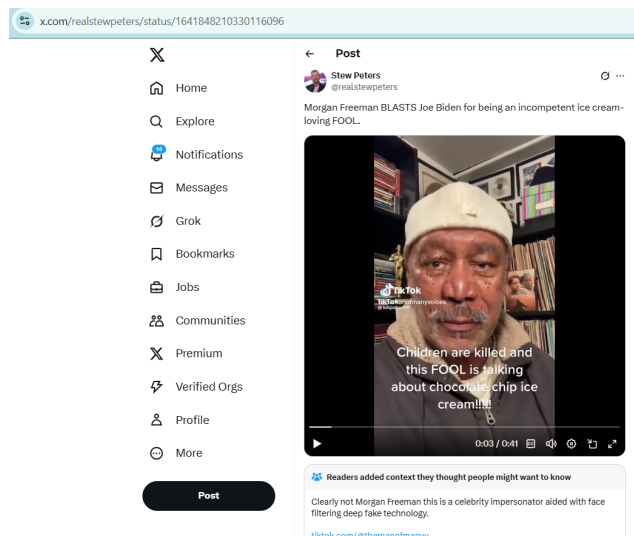 x.com/realstewpeters/status/1641848210330116096
Home
Explore
14
Notifications
Messages
Grok
Bookmarks
Jobs
Communities
Premium
Verified Orgs
Profile
More
Post
Post
Stew Peters
@realstewpeters
Morgan Freeman BLASTS Joe Biden for being an incompetent ice cream-
loving FOOL.
TikTok
Children are killed and
this FOOL is talking
about chocolate chip ice
cream!!!!!
0:03 / 0:41
Readers added context they thought people might want to know
Clearly not Morgan Freeman this is a celebrity impersonator aided with face
filtering deep fake technology.